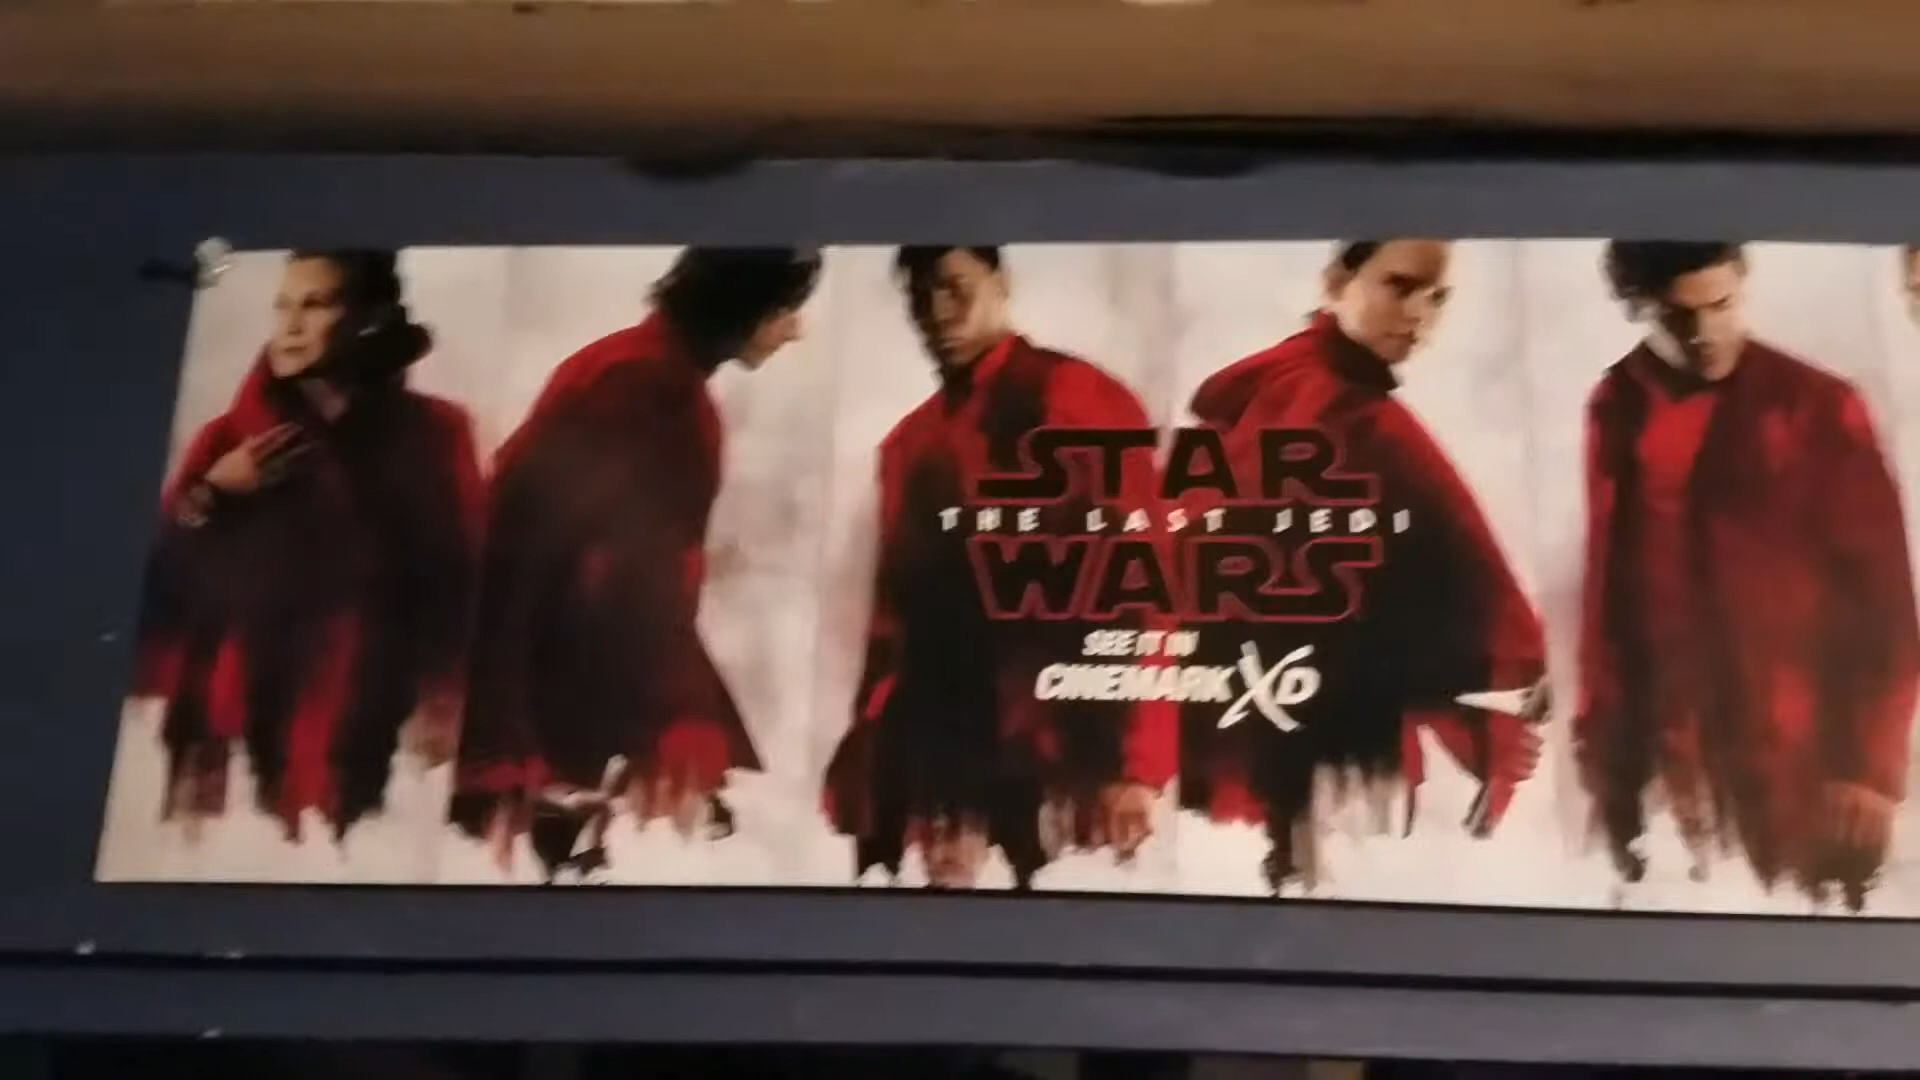 STAR
THE LAST JEDI
WARS
SEE IT IN
CINEMARK XD